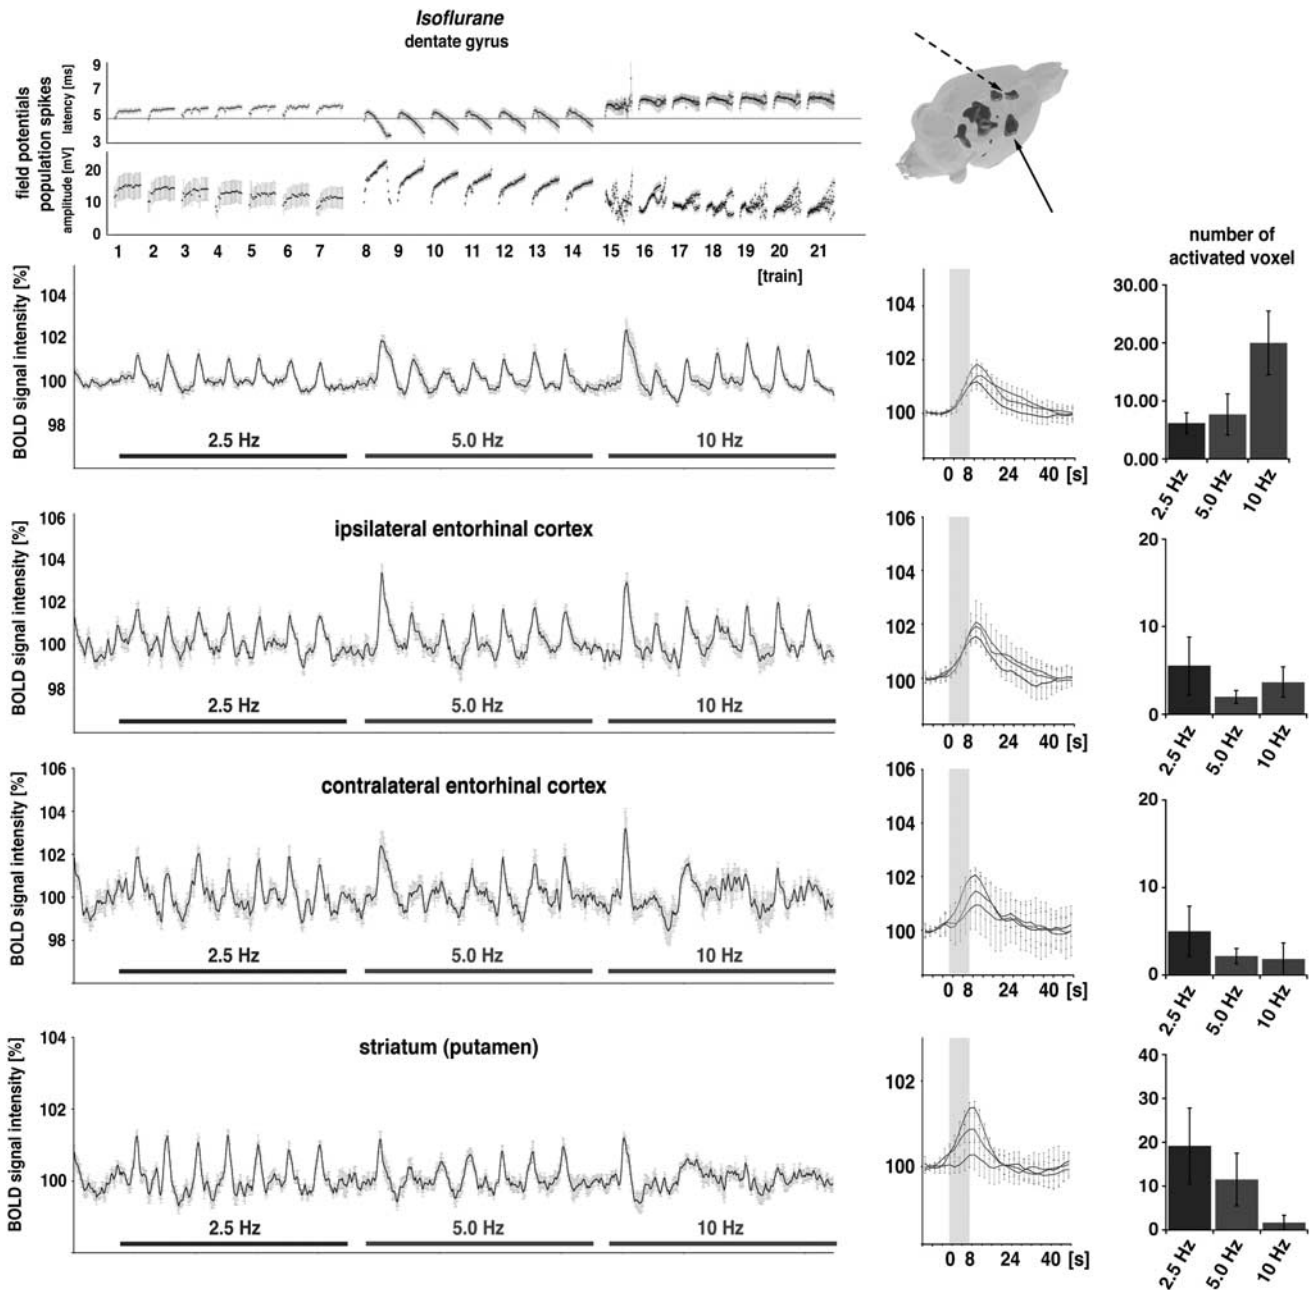 Isoflurane
dentate gyrus
field potentials
population spikes
latency [ms]
9
7
5
3
amplitude [mV]
20
10
0
1 2 3 4 5 6 7 8 9 10 11 12 13 14 15 16 17 18 19 20 21
[train]
BOLD signal intensity [%]
104
102
100
98
2.5 Hz 5.0 Hz 10 Hz
104
102
100
0 8 24 40 [s]
number of
activated voxel
30.00
20.00
10.00
0.00
2.5 Hz 5.0 Hz 10 Hz
ipsilateral entorhinal cortex
BOLD signal intensity [%]
106
104
102
100
98
2.5 Hz 5.0 Hz 10 Hz
106
104
102
100
0 8 24 40 [s]
20
10
0
2.5 Hz 5.0 Hz 10 Hz
contralateral entorhinal cortex
BOLD signal intensity [%]
106
104
102
100
98
2.5 Hz 5.0 Hz 10 Hz
106
104
102
100
0 8 24 40 [s]
20
10
0
2.5 Hz 5.0 Hz 10 Hz
striatum (putamen)
BOLD signal intensity [%]
104
102
100
2.5 Hz 5.0 Hz 10 Hz
102
100
0 8 24 40 [s]
40
30
20
10
0
2.5 Hz 5.0 Hz 10 Hz